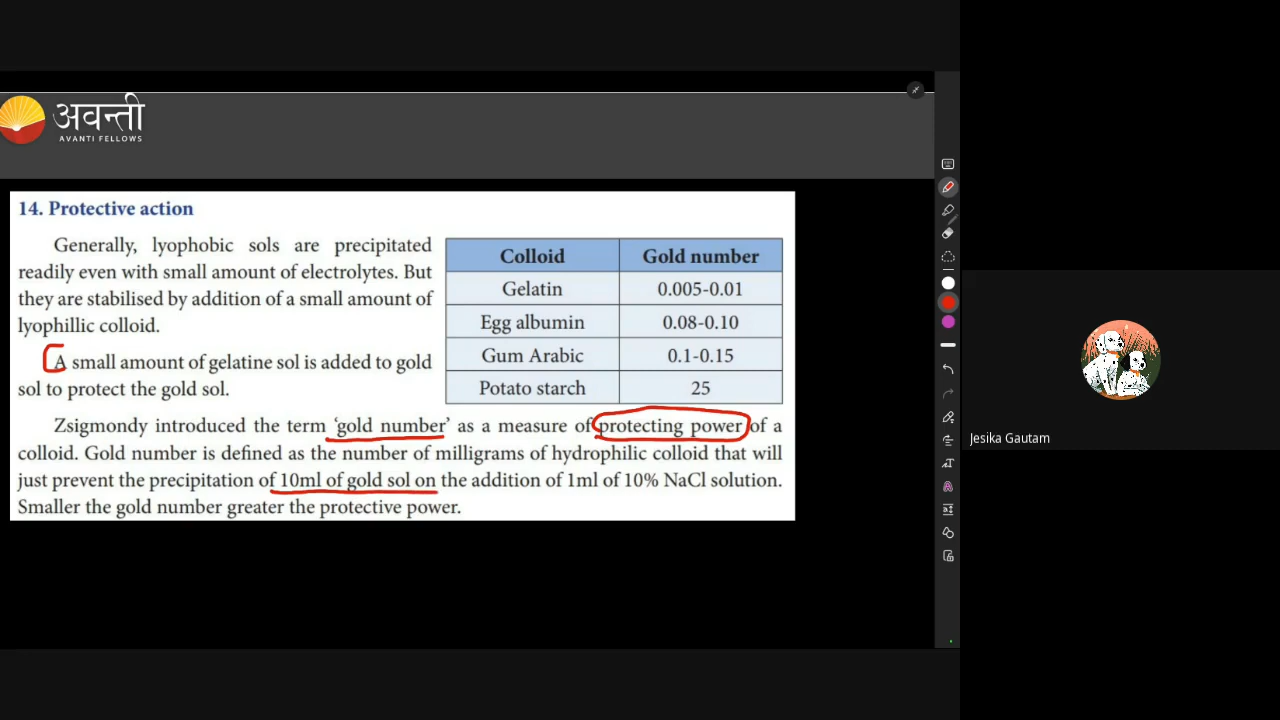 अवन्ती
AVANTI FELLOWS
14. Protective action
Generally, lyophobic sols are precipitated
readily even with small amount of electrolytes. But
they are stabilised by addition of a small amount of
lyophillic colloid.
A small amount of gelatine sol is added to gold
sol to protect the gold sol.
Colloid Gold number
Gelatin 0.005-0.01
Egg albumin 0.08-0.10
Gum Arabic 0.1-0.15
Potato starch 25
Zsigmondy introduced the term ‘gold number’ as a measure of protecting power of a
colloid. Gold number is defined as the number of milligrams of hydrophilic colloid that will
just prevent the precipitation of 10ml of gold sol on the addition of 1ml of 10% NaCl solution.
Smaller the gold number greater the protective power.
Jesika Gautam